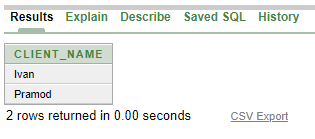 Results Explain Describe Saved SQL History
CLIENT_NAME
Ivan
Pramod
2 rows returned in 0.00 seconds CSV Export